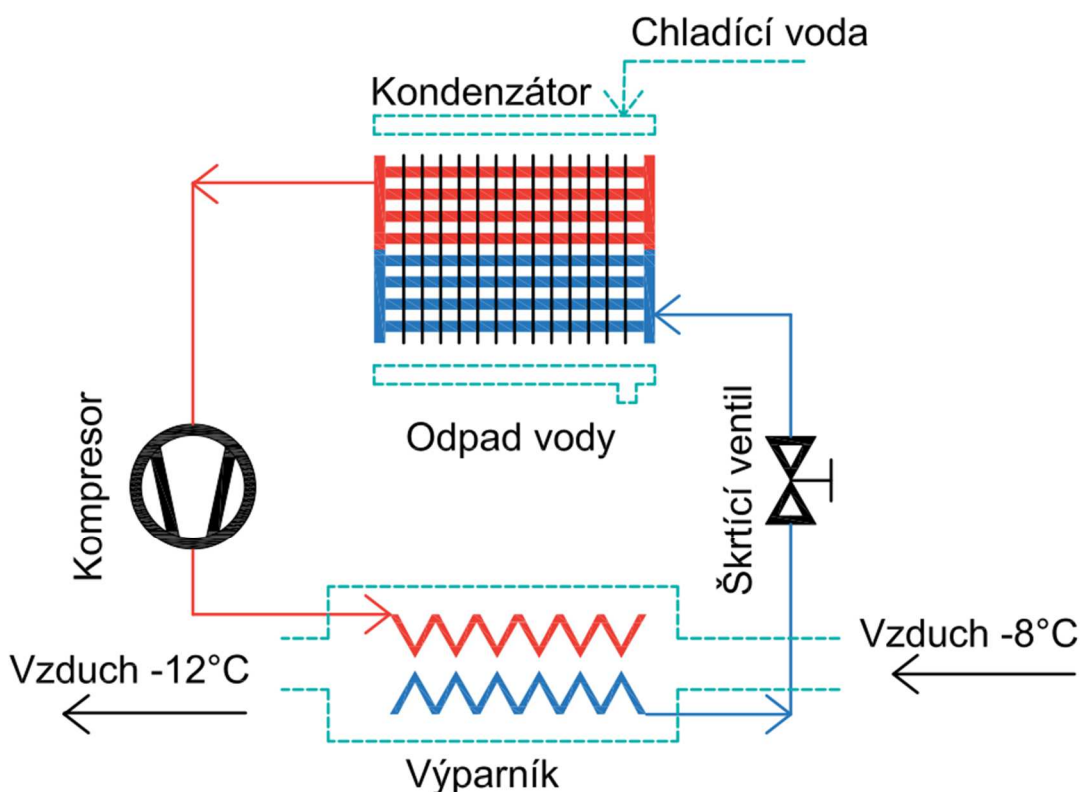 Chladící voda
Kondenzátor
Odpad vody
Kompresor
Škrtící ventil
Vzduch -8°C
Vzduch -12°C
Výparník